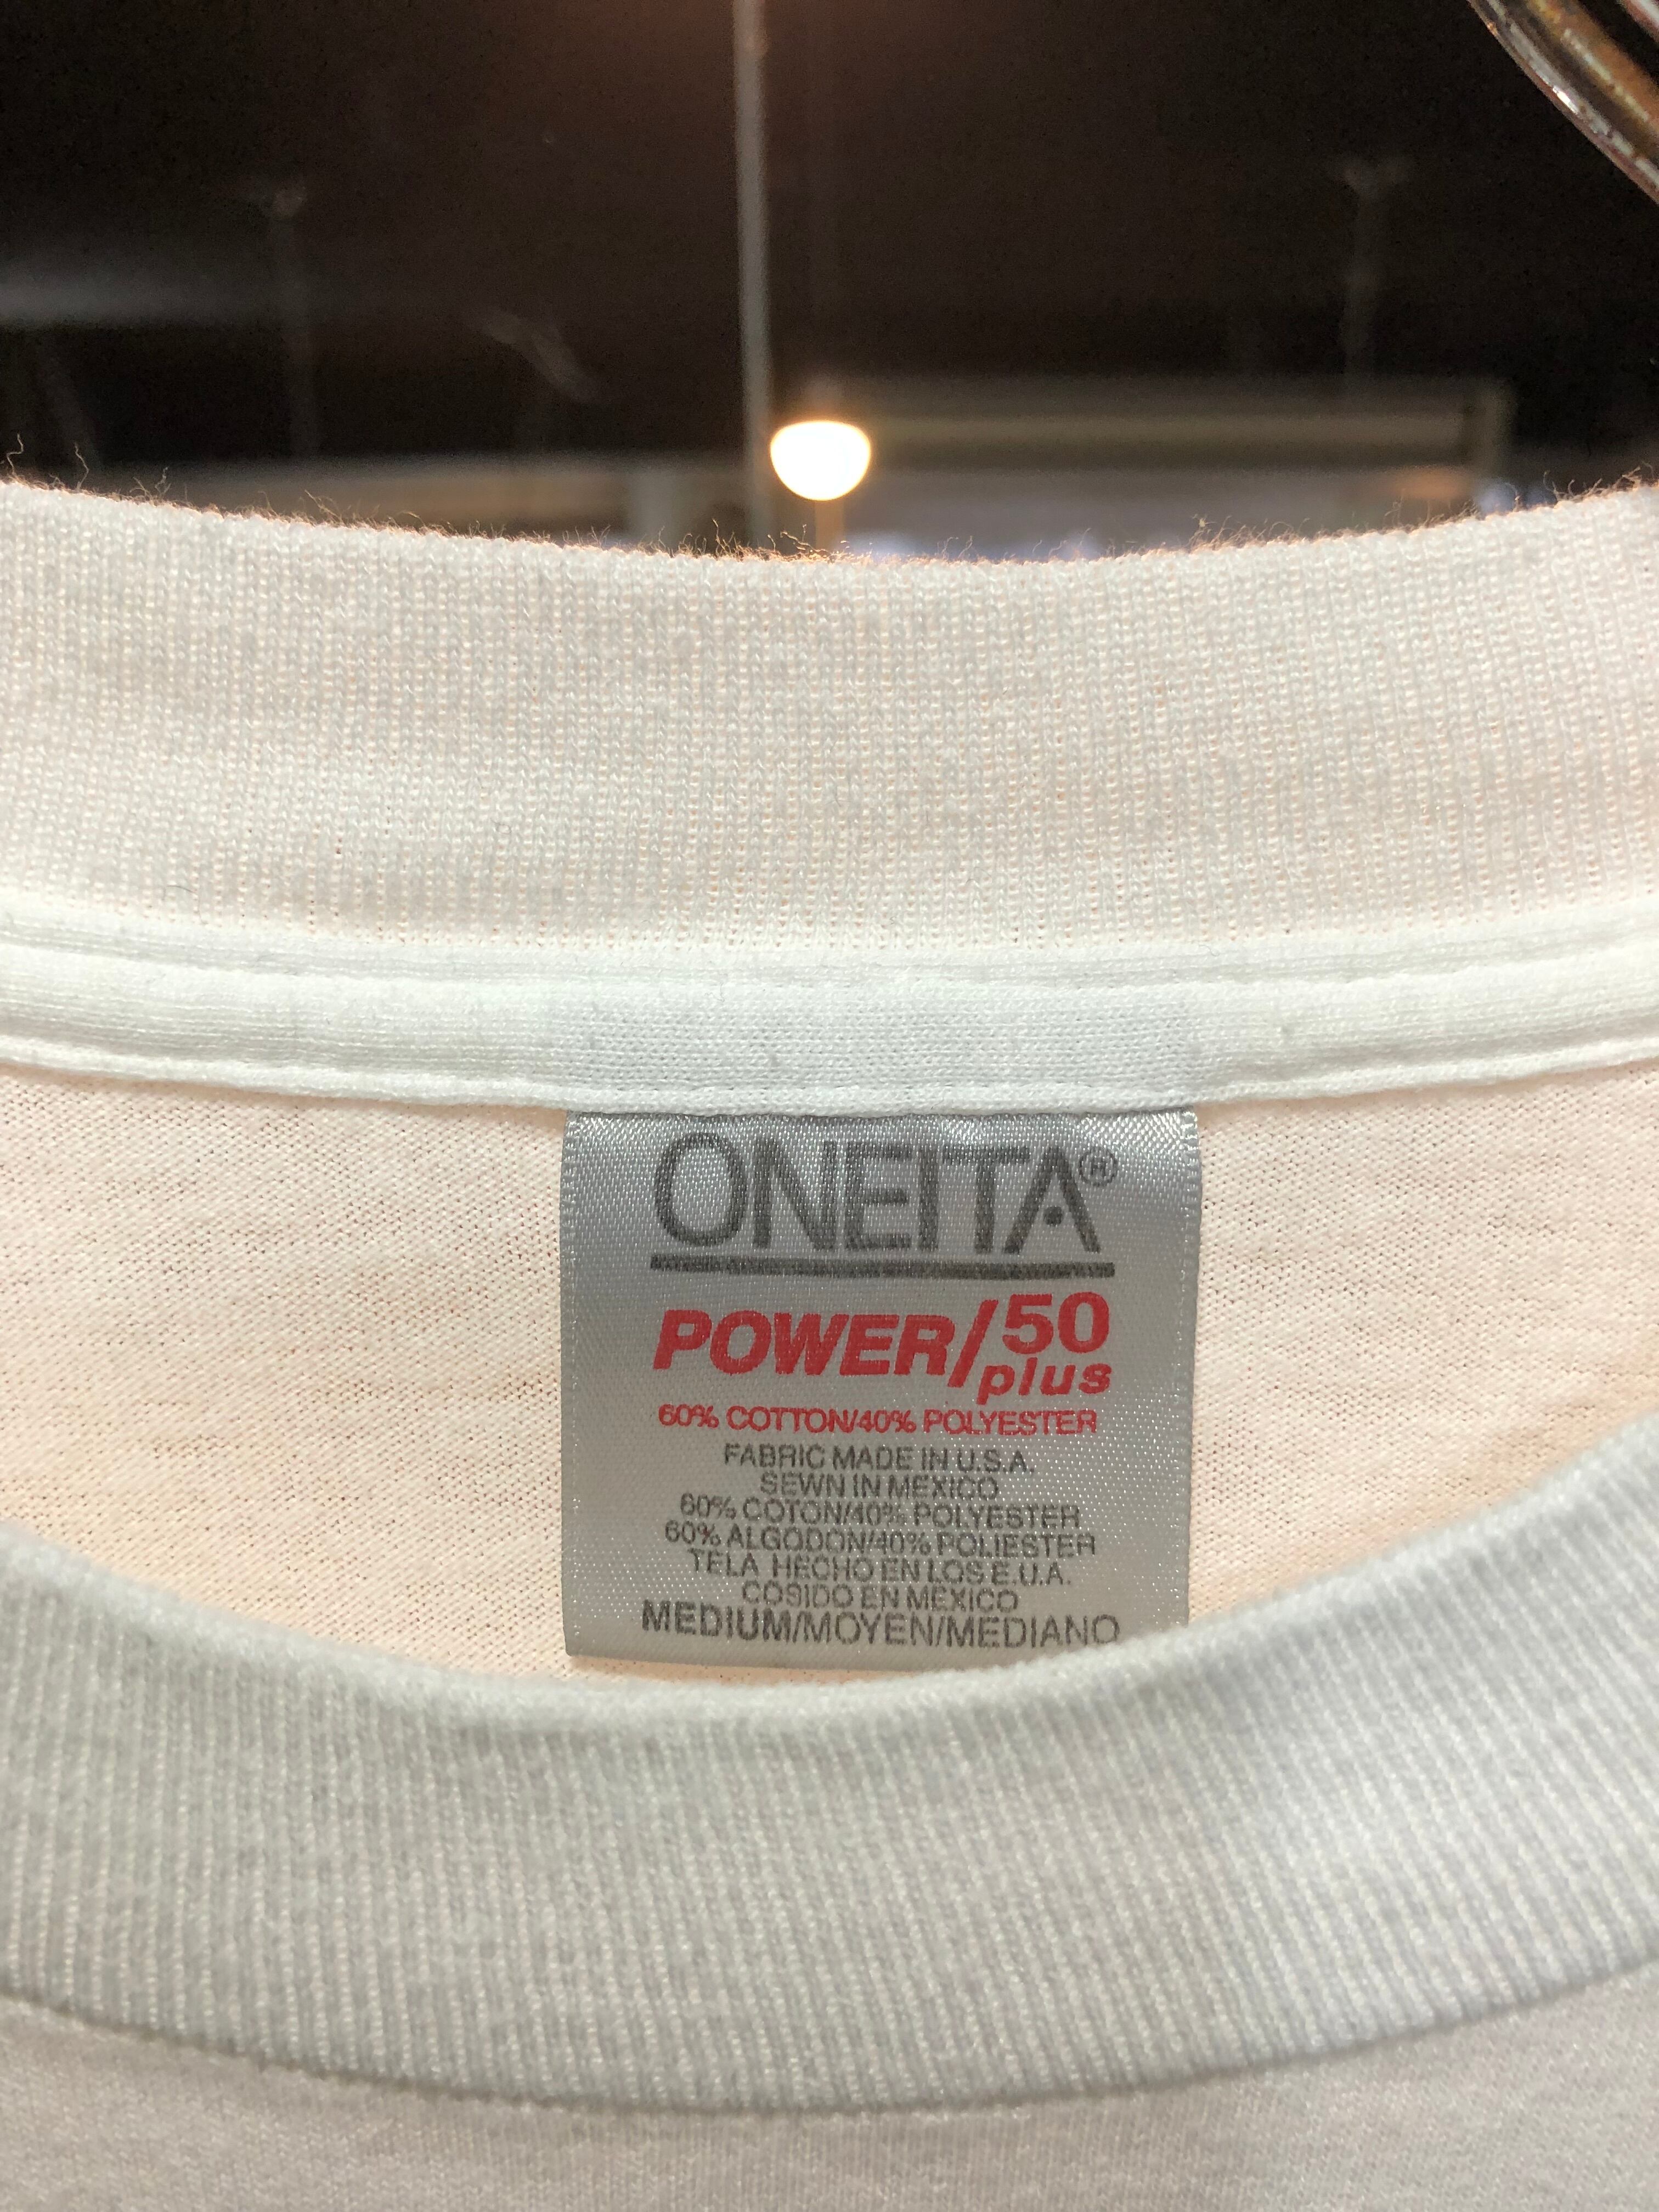 ONEITA®
POWER/50
plus
60% COTTON/40% POLYESTER
FABRIC MADE IN U.S.A.
SEWN IN MEXICO
60% COTON/40% POLYESTER
60% ALGODON/40% POLIESTER
TELA HECHO EN LOS E.U.A.
COSIDO EN MEXICO
MEDIUM/MOYEN/MEDIANO